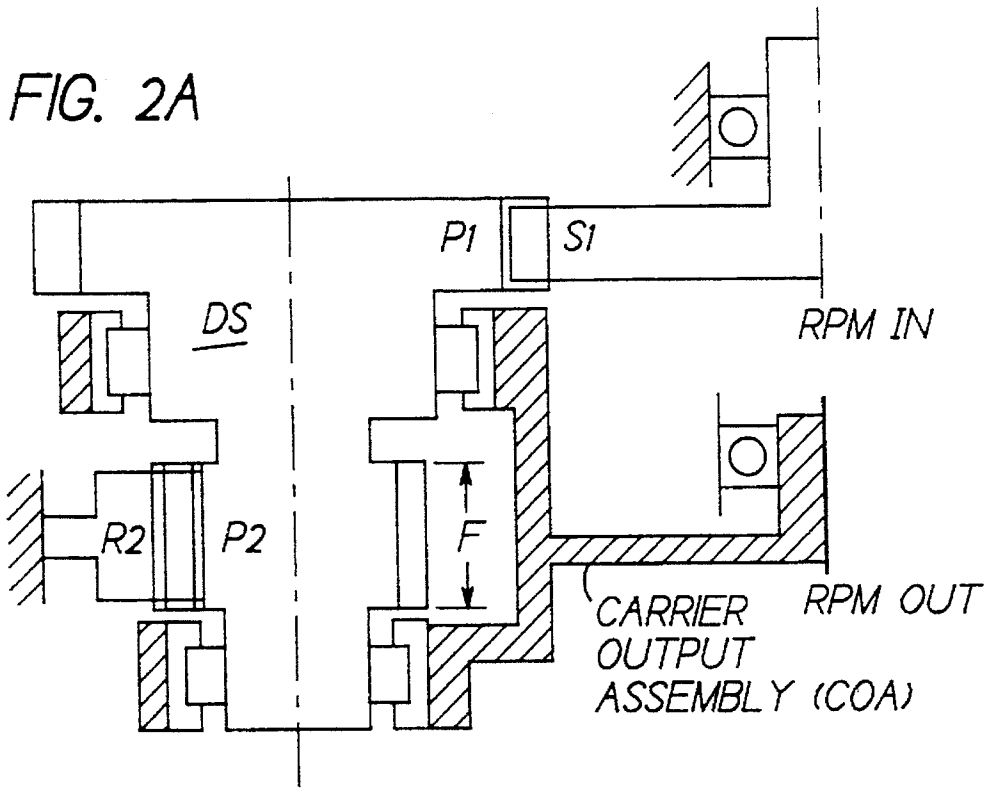 FIG. 2A
P1
S1
DS
RPM IN
R2
P2
F
RPM OUT
CARRIER
OUTPUT
ASSEMBLY (COA)